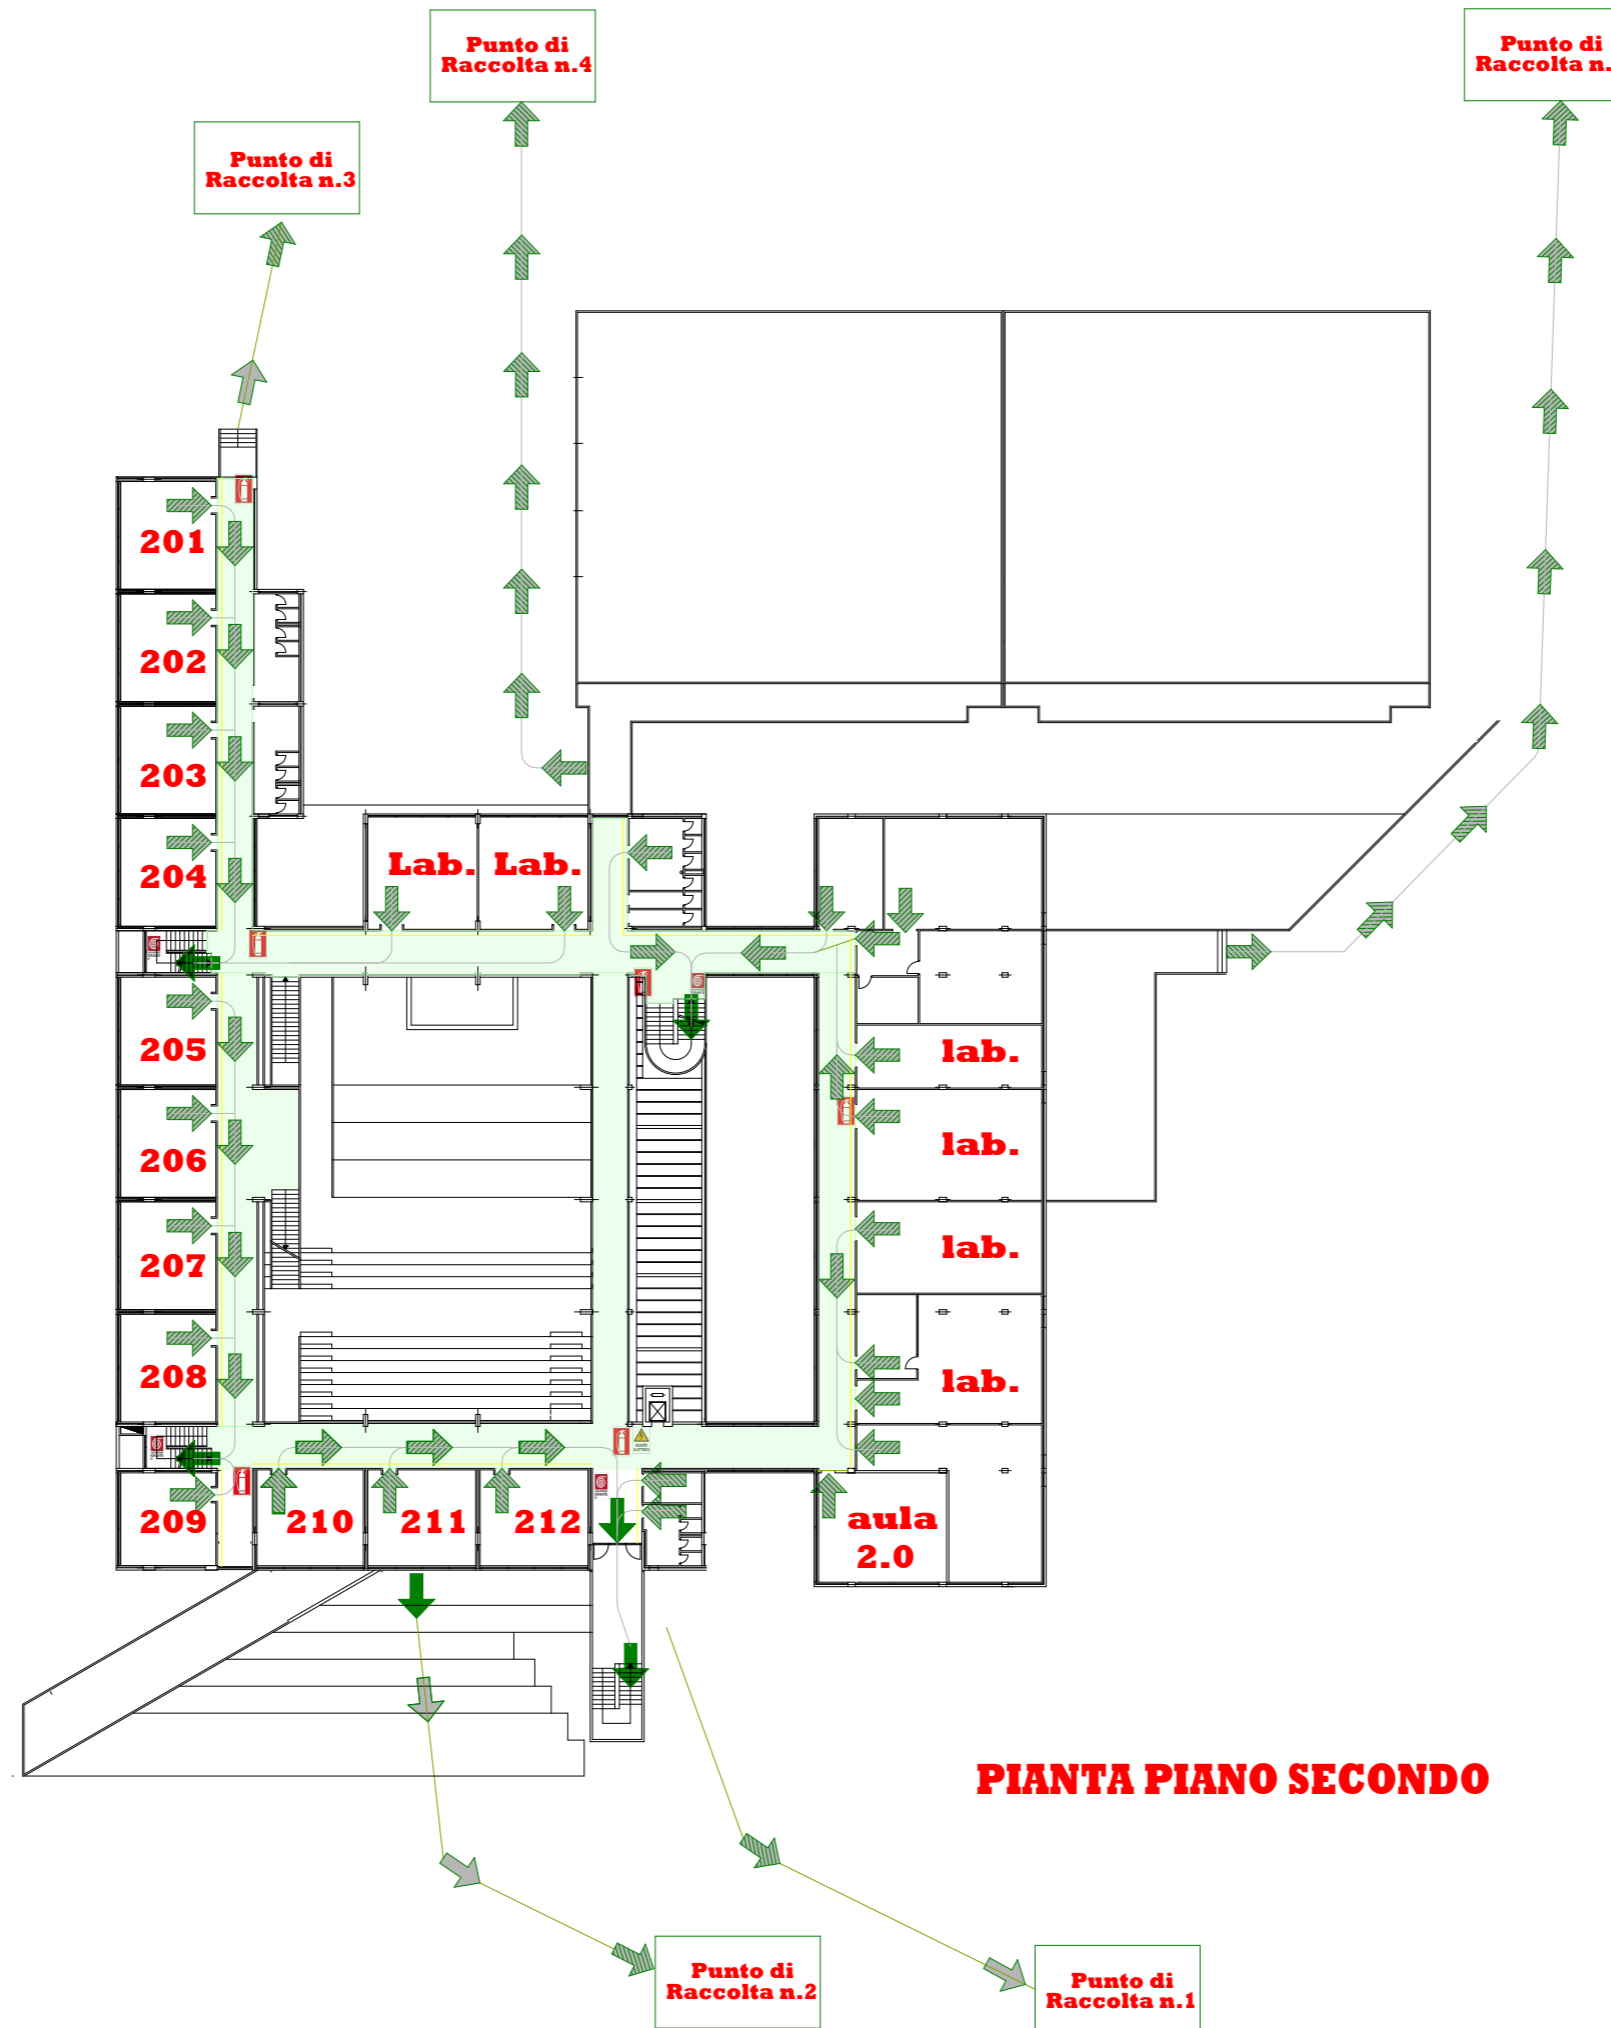 Punto di
Raccolta n.4
Punto di
Raccolta n.
Punto di
Raccolta n.3
201
202
203
204
Lab.
Lab.
205
lab.
206
lab.
207
lab.
208
lab.
209
210
211
212
aula
2.0
PIANTA PIANO SECONDO
Punto di
Raccolta n.2
Punto di
Raccolta n.1